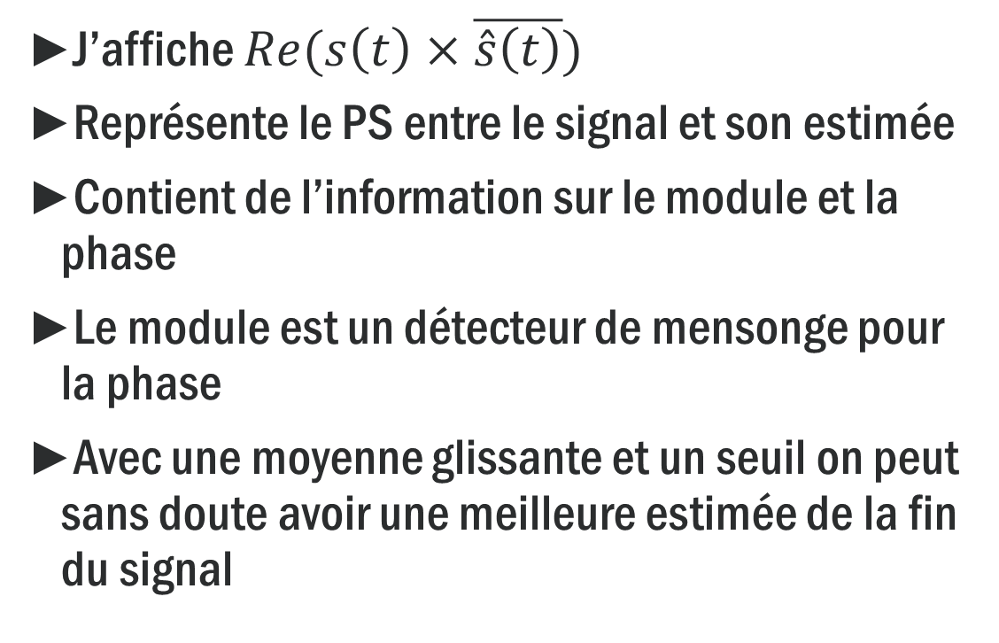 ►J’affiche 𝑅𝑒(𝑠(𝑡) × \overline{ŝ(𝑡)})
►Représente le PS entre le signal et son estimée
►Contient de l’information sur le module et la
phase
►Le module est un détecteur de mensonge pour
la phase
►Avec une moyenne glissante et un seuil on peut
sans doute avoir une meilleure estimée de la fin
du signal